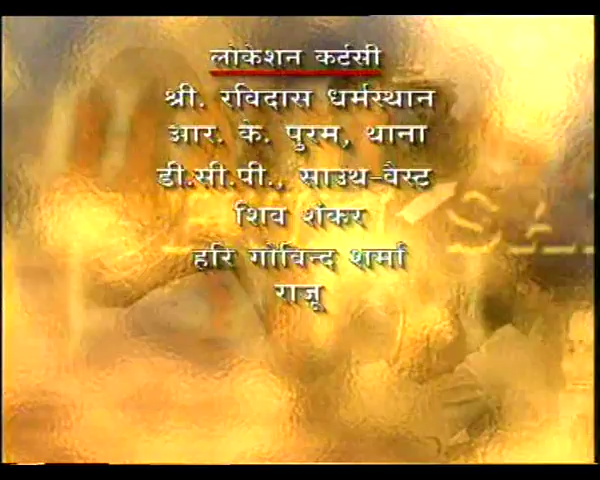 लोकेशन कर्टसी
श्री. रविदास धर्मस्थान
आर. के. पुरम, थाना
डी.सी.पी., साउथ-वैस्ट
शिव शंकर
हरि गोविन्द शर्मा
राजू